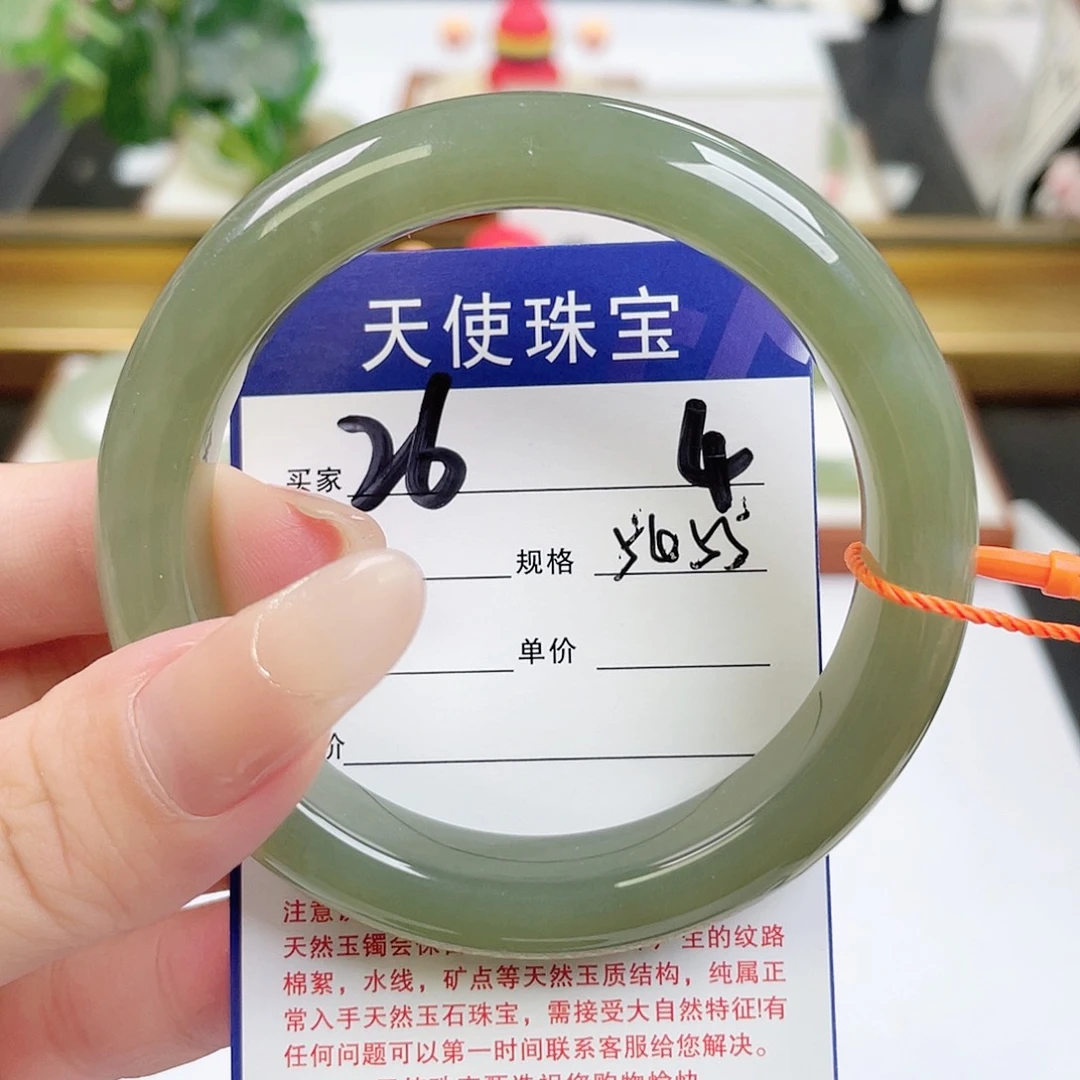 天使珠宝
买家 26 4
规格 5655
单价
价
注意
天然玉镯会保 生的纹路
棉絮，水线，矿点等天然玉质结构，纯属正
常入手天然玉石珠宝，需接受大自然特征!有
任何问题可以第一时间联系客服给您解决。